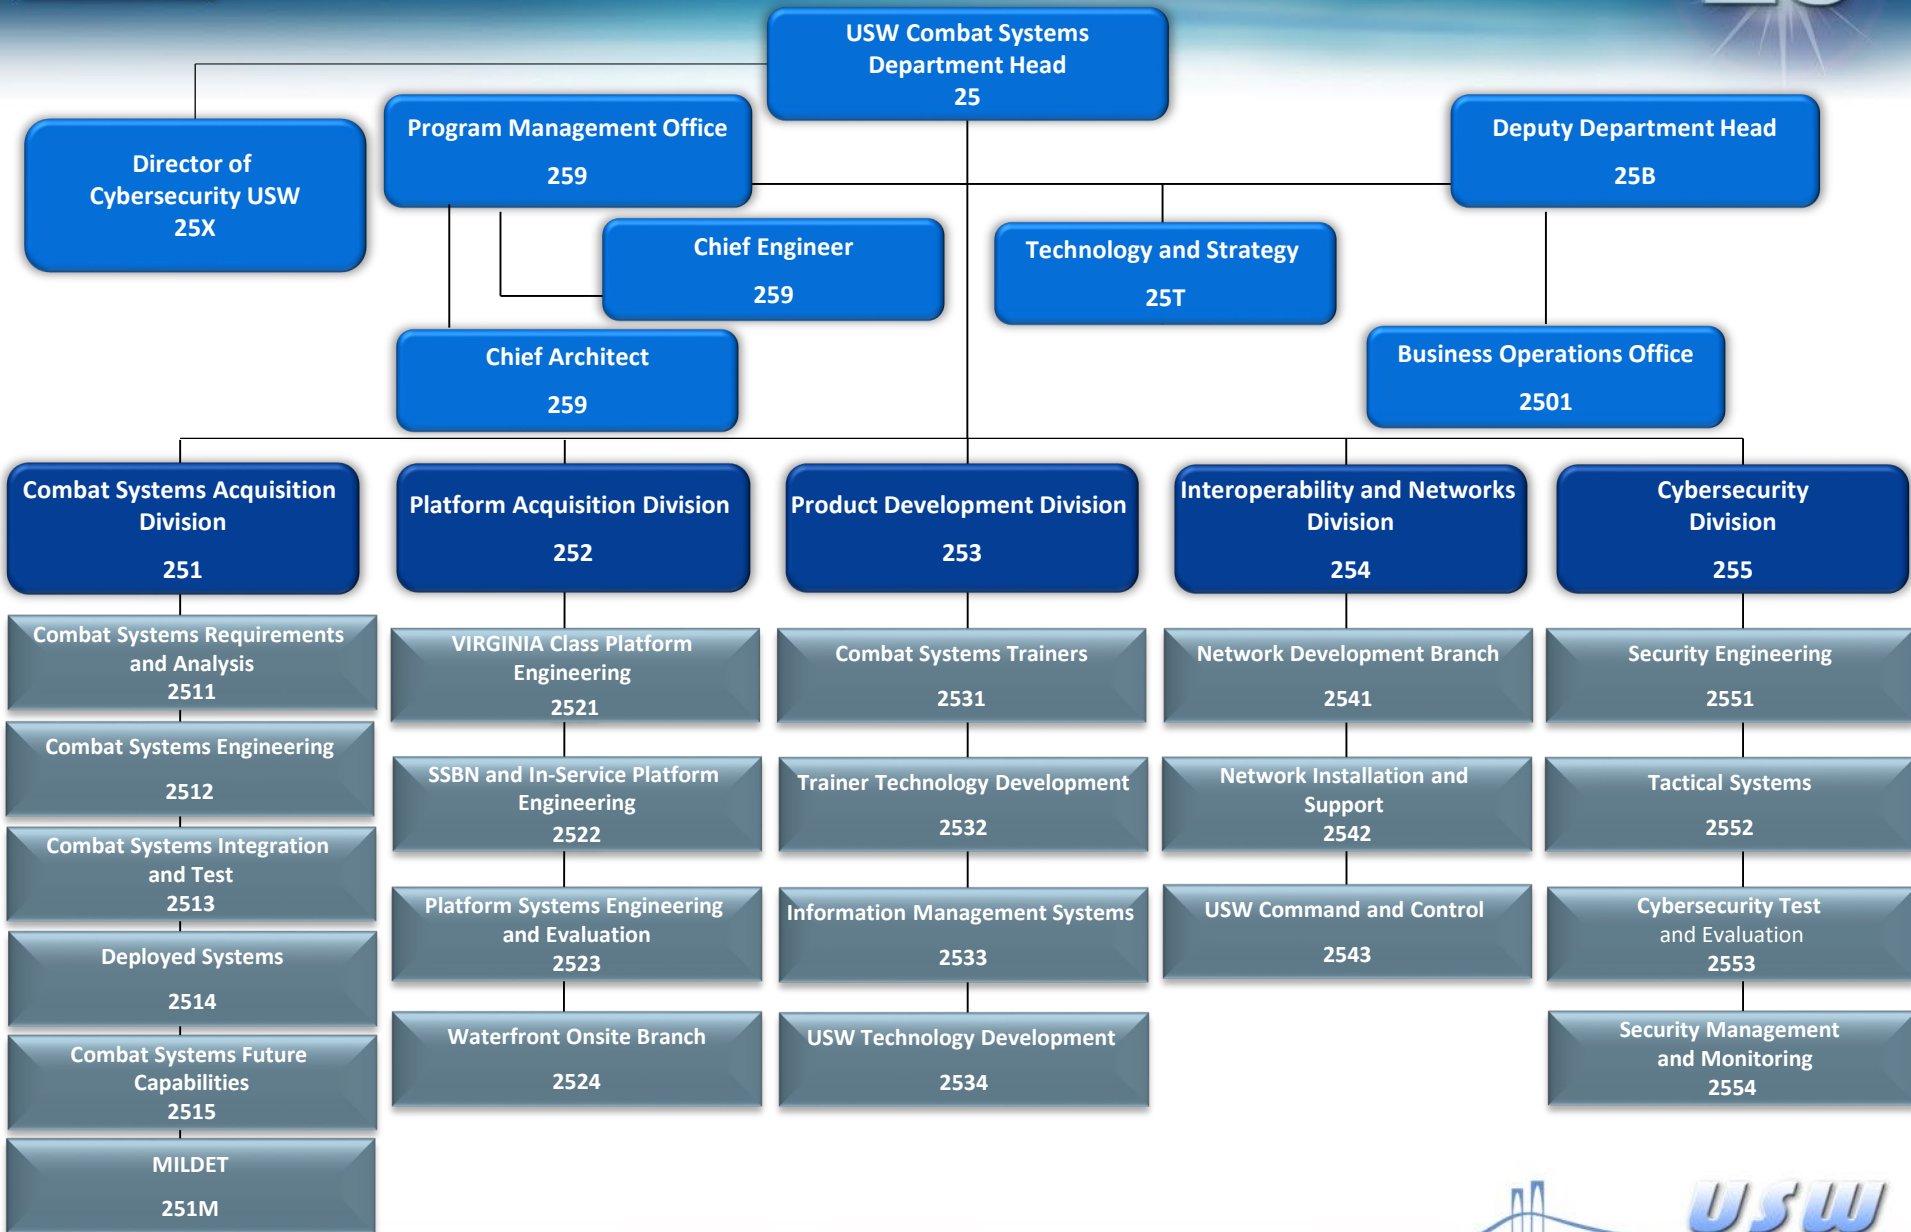 USW Combat Systems
Department Head
25
Director of
Cybersecurity USW
25X
Program Management Office
259
Deputy Department Head
25B
Chief Engineer
259
Technology and Strategy
25T
Chief Architect
259
Business Operations Office
2501
Combat Systems Acquisition
Division
251
Platform Acquisition Division
252
Product Development Division
253
Interoperability and Networks
Division
254
Cybersecurity
Division
255
Combat Systems Requirements
and Analysis
2511
Combat Systems Engineering
2512
Combat Systems Integration
and Test
2513
Deployed Systems
2514
Combat Systems Future
Capabilities
2515
MILDET
251M
VIRGINIA Class Platform
Engineering
2521
SSBN and In-Service Platform
Engineering
2522
Platform Systems Engineering
and Evaluation
2523
Waterfront Onsite Branch
2524
Combat Systems Trainers
2531
Trainer Technology Development
2532
Information Management Systems
2533
USW Technology Development
2534
Network Development Branch
2541
Network Installation and
Support
2542
USW Command and Control
2543
Security Engineering
2551
Tactical Systems
2552
Cybersecurity Test
and Evaluation
2553
Security Management
and Monitoring
2554
USW